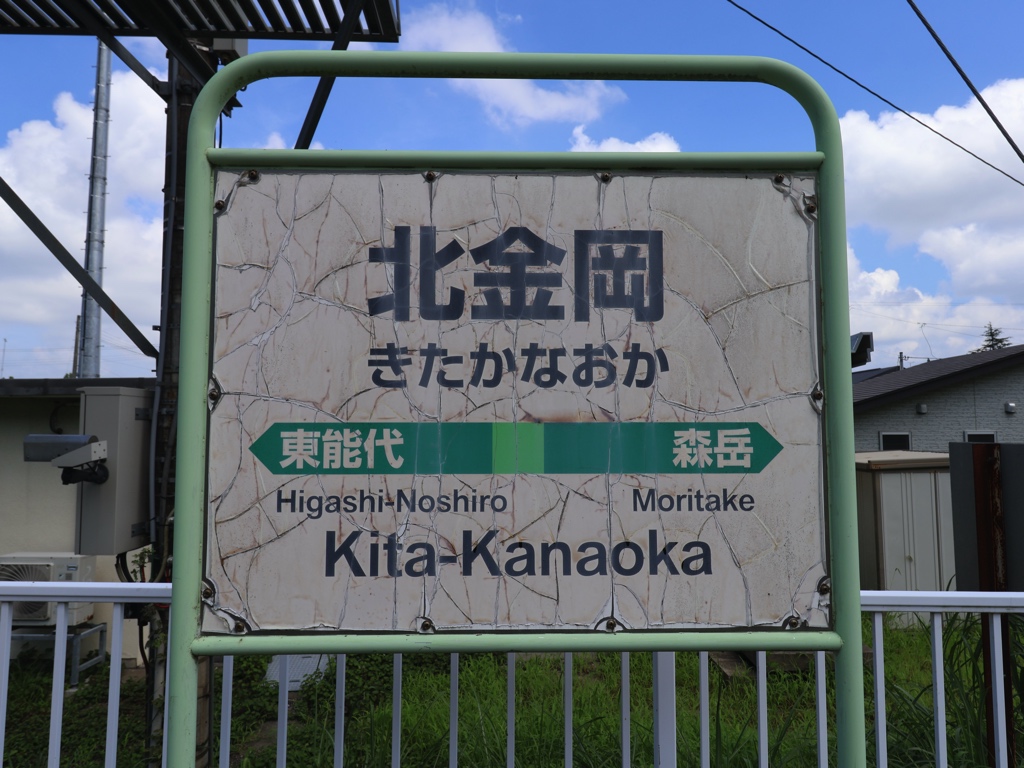 北金岡
きたかなおか
東能代 森岳
Higashi-Noshiro Moritake
Kita-Kanaoka